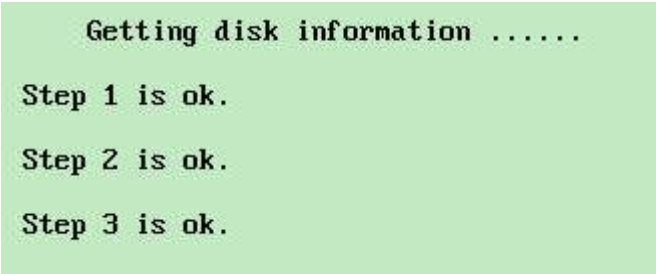 Getting disk information ......
Step 1 is ok.
Step 2 is ok.
Step 3 is ok.